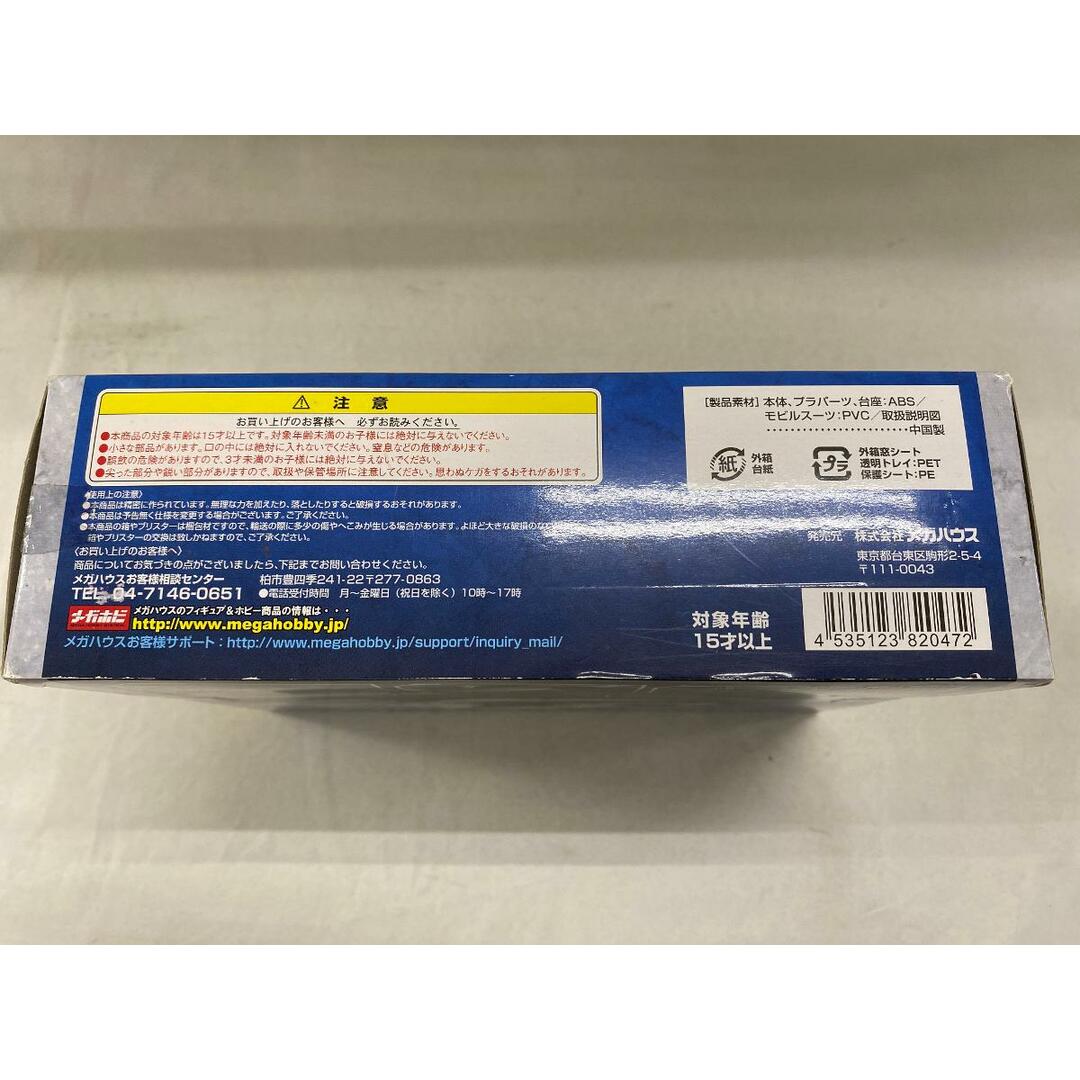 ⚠ 注意
お買い上げのお客様へ 必ずお読みください。
●本商品の対象年齢は15才以上です。対象年齢未満のお子様には絶対に与えないでください。
●小さな部品があります。口の中には絶対に入れないでください。窒息などの危険があります。
●誤飲の危険がありますので、3才未満のお子様には絶対に与えないでください。
●尖った部分や鋭い部分がありますので、取扱や保管場所に注意してください。思わぬケガをするおそれがあります。
〈使用上の注意〉
●本商品は精密に作られています。無理な力を加えたり、落としたりすると破損するおそれがあります。
●本商品は予告無く仕様を変更する場合がございます。ご了承ください。
●本商品の箱やブリスターは梱包材ですので、輸送の際に多少の傷やへこみが生じる場合があります。よほど大きな破損のない
箱やブリスターの交換は致しかねますので、ご了承ください。
〈お買い上げのお客様へ〉
商品についてお気づきの点がございましたら、下記までお問い合わせください。
メガハウスお客様相談センター 柏市豊四季241-22〒277-0863
TEL 04-7146-0651 ●電話受付時間 月〜金曜日(祝日を除く)10時〜17時
メガホビ メガハウスのフィギュア&ホビー商品の情報は・・・
http://www.megahobby.jp/
メガハウスお客様サポート:http://www.megahobby.jp/support/inquiry_mail/
[製品素材] 本体、プラパーツ、台座:ABS/
モビルスーツ:PVC/取扱説明図
中国製
紙 外箱
台紙
プラ 外箱窓シート
透明トレイ:PET
保護シート:PE
発売元 株式会社メガハウス
東京都台東区駒形2-5-4
〒111-0043
対象年齢
15才以上
4 535123 820472